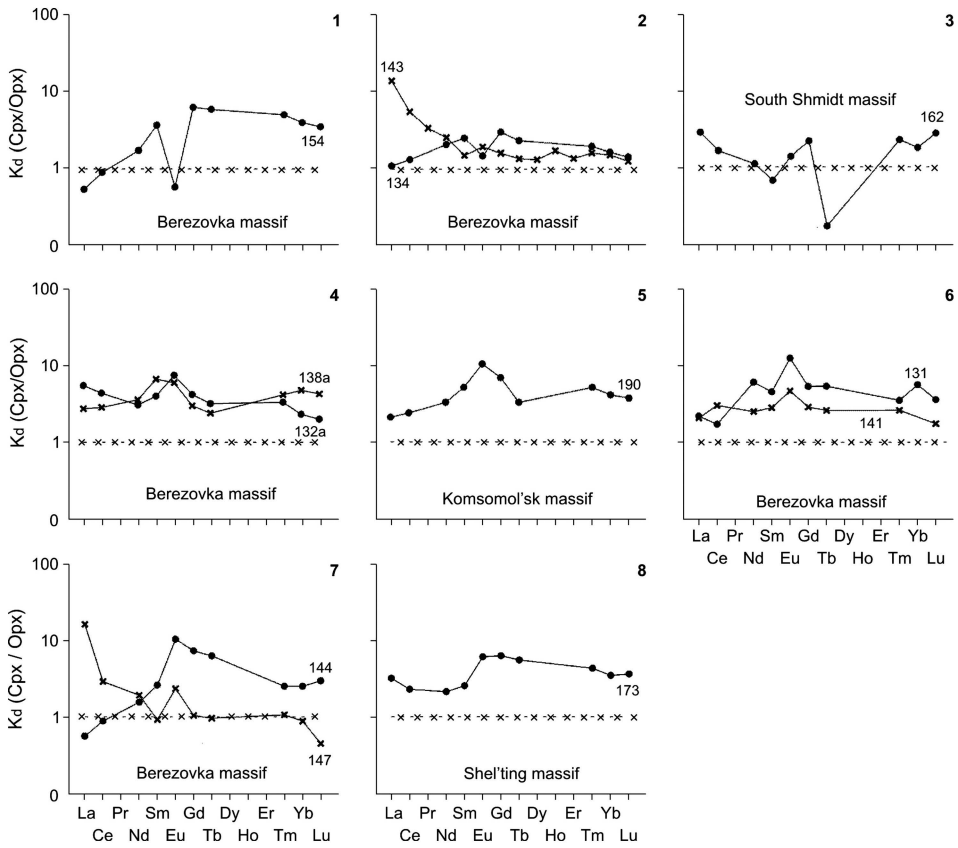 100
10
1
0
Kd (Cpx/Opx)
1
154
Berezovka massif
2
143
134
Berezovka massif
3
South Shmidt massif
162
100
10
1
0
100
10
1
0
Kd (Cpx/Opx)
4
138a
132a
Berezovka massif
5
190
Komsomol'sk massif
6
131
141
Berezovka massif
La Pr Sm Gd Dy Er Yb
Ce Nd Eu Tb Ho Tm Lu
100
10
1
0
Kd (Cpx / Opx)
7
144
147
Berezovka massif
8
173
Shel'ting massif
La Pr Sm Gd Dy Er Yb
Ce Nd Eu Tb Ho Tm Lu
La Pr Sm Gd Dy Er Yb
Ce Nd Eu Tb Ho Tm Lu